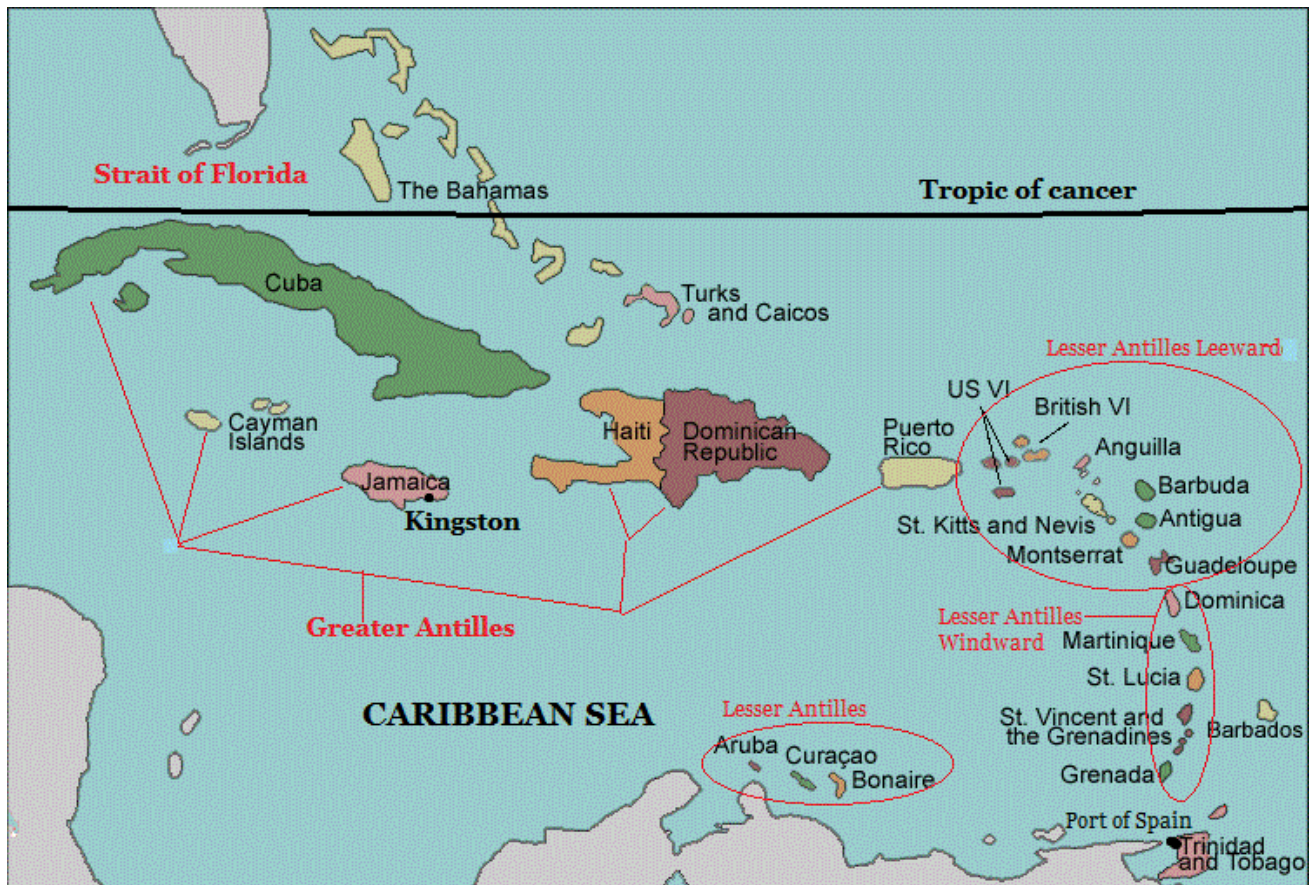 Strait of Florida
The Bahamas
Tropic of cancer
Cuba
Turks
and Caicos
Lesser Antilles Leeward
US VI
British VI
Cayman
Islands
Haiti
Dominican
Republic
Puerto
Rico
Anguilla
Jamaica
Barbuda
Kingston
St. Kitts and Nevis
Antigua
Montserrat
Guadeloupe
Greater Antilles
Lesser Antilles
Windward
Dominica
Martinique
St. Lucia
CARIBBEAN SEA
Lesser Antilles
St. Vincent and
the Grenadines
Barbados
Aruba
Curaçao
Bonaire
Grenada
Port of Spain
Trinidad
and Tobago